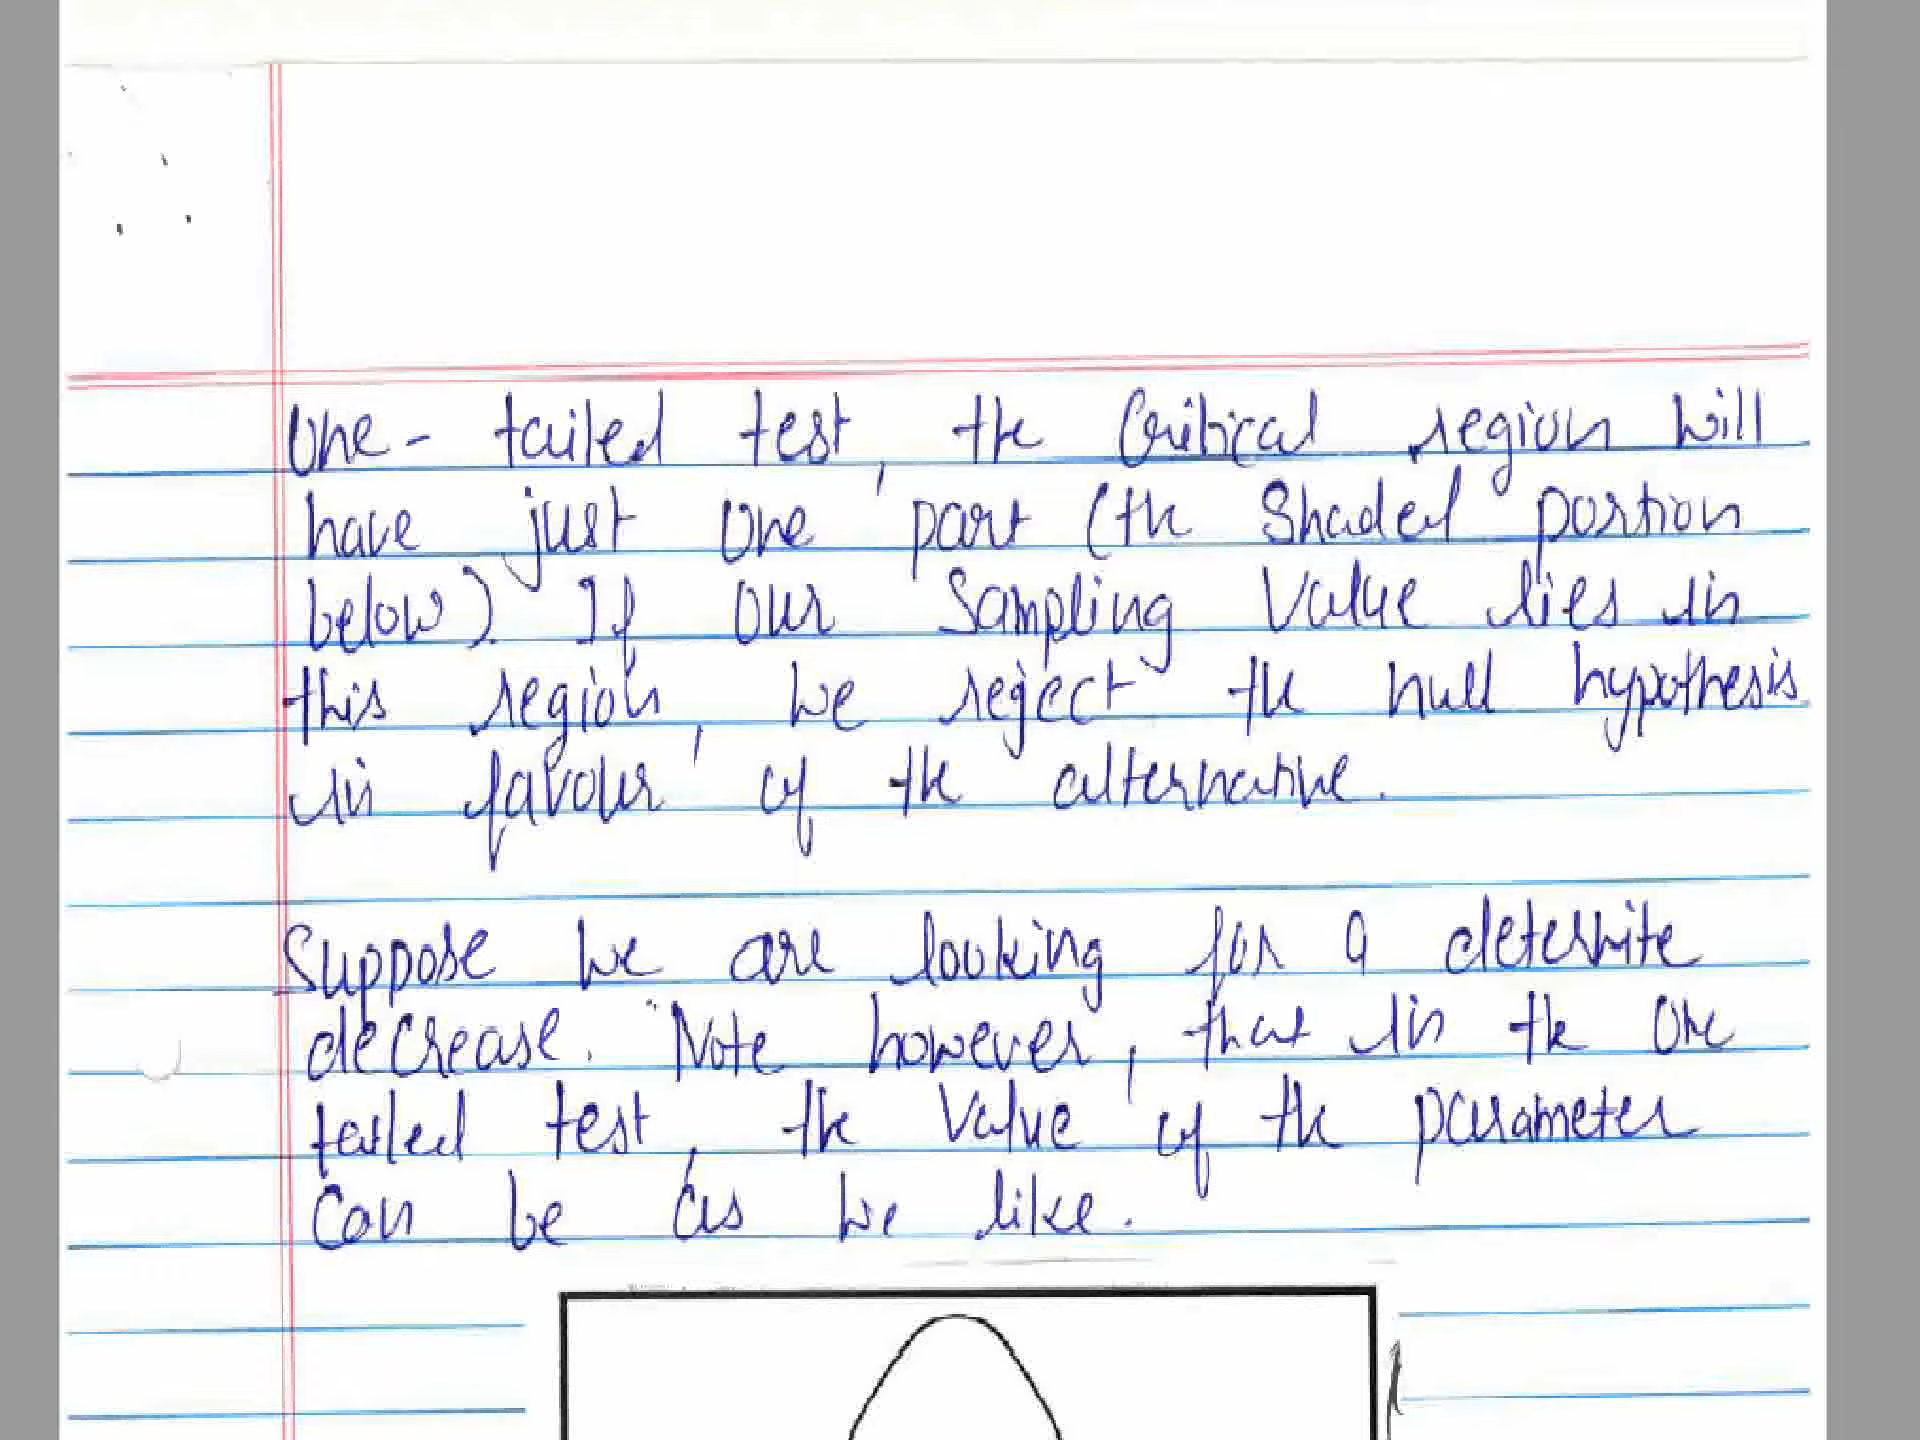 One- tailed test, the Critical region will
have just one part (the Shaded portion
below). If our Sampling Value lies in
this region, we reject the null hypothesis
in favour of the alternative.
Suppose we are looking for a
decrease. Note however, that in the one
tailed test, the Value of the parameter
Can be as we like.